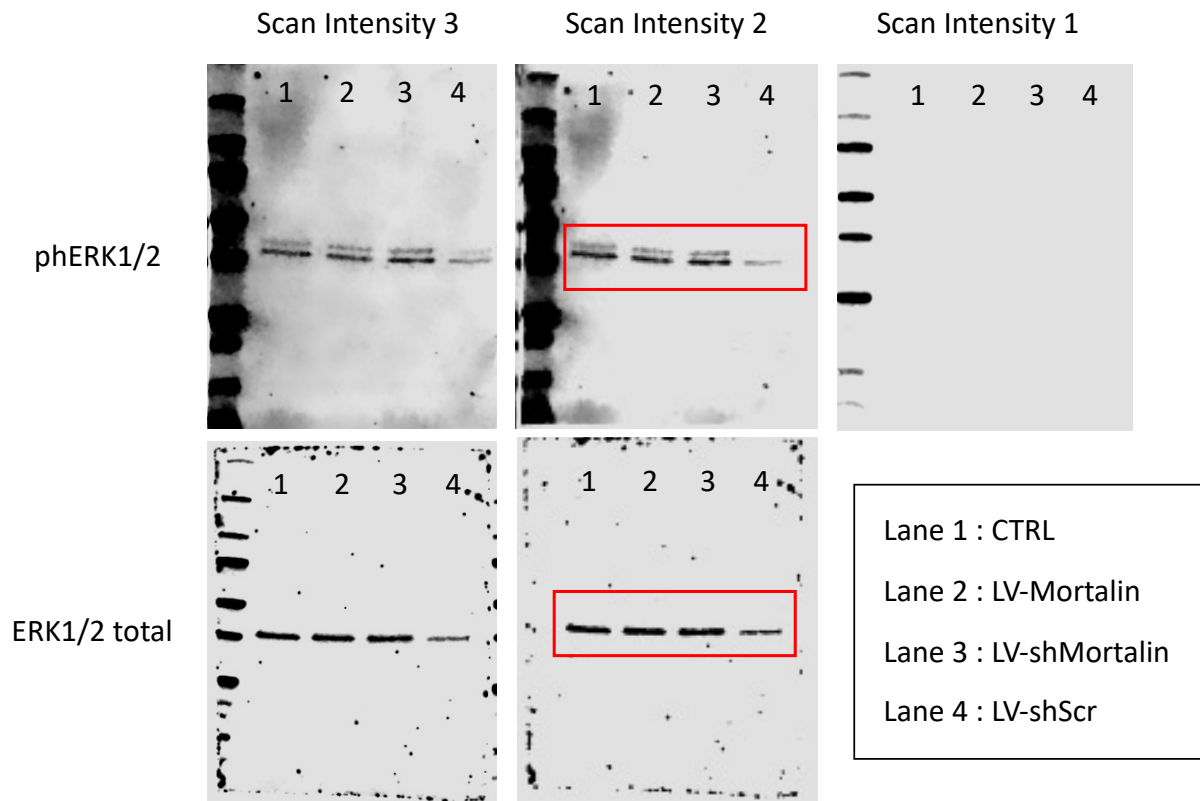 Scan Intensity 3 Scan Intensity 2 Scan Intensity 1
1 2 3 4 1 2 3 4 1 2 3 4
phERK1/2
1 2 3 4 1 2 3 4
ERK1/2 total
Lane 1 : CTRL
Lane 2 : LV-Mortalin
Lane 3 : LV-shMortalin
Lane 4 : LV-shScr